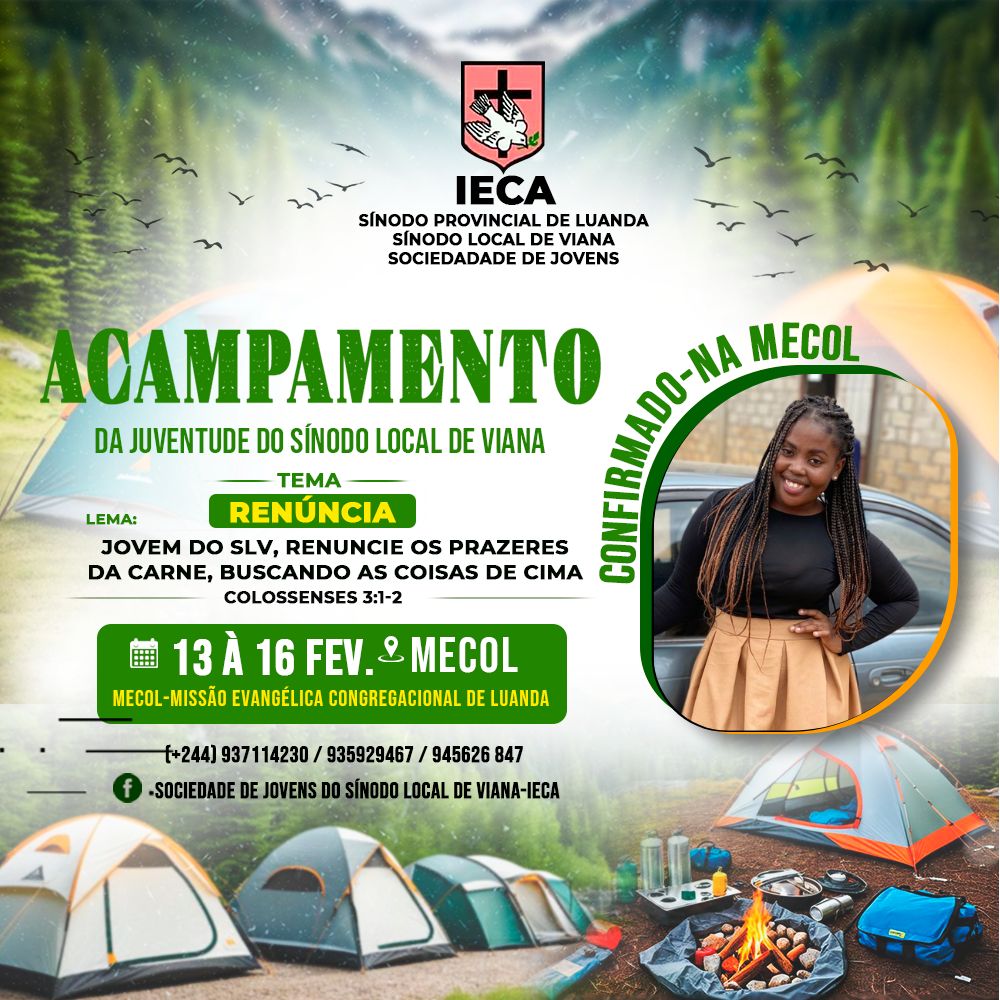 IECA
SÍNODO PROVINCIAL DE LUANDA
SÍNODO LOCAL DE VIANA
SOCIEDADADE DE JOVENS
ACAMPAMENTO
DA JUVENTUDE DO SÍNODO LOCAL DE VIANA
TEMA
RENÚNCIA
LEMA:
JOVEM DO SLV, RENUNCIE OS PRAZERES
DA CARNE, BUSCANDO AS COISAS DE CIMA
COLOSSENSES 3:1-2
13 À 16 FEV. MECOL
MECOL-MISSÃO EVANGÉLICA CONGREGACIONAL DE LUANDA
(+244) 937114230 / 935929467 / 945626 847
-SOCIEDADE DE JOVENS DO SÍNODO LOCAL DE VIANA-IECA
CONFIRMADO-NA MECOL